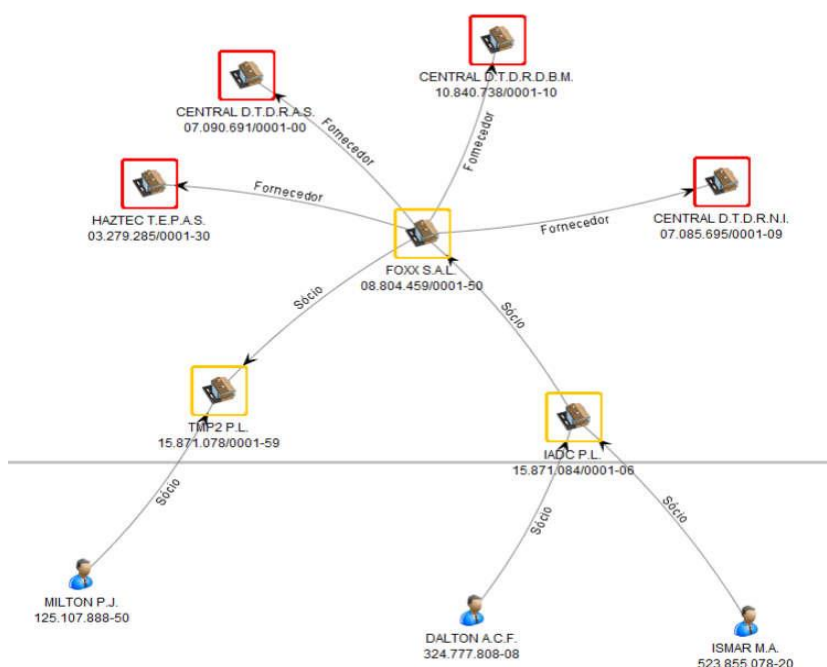 CENTRAL D.T.D.R.D.B.M.
10.840.738/0001-10
CENTRAL D.T.D.R.A.S.
07.090.691/0001-00
Fornecedor
Fornecedor
HAZTEC T.E.P.A.S.
03.279.285/0001-30
Fornecedor
CENTRAL D.T.D.R.N.I.
07.085.695/0001-09
Fornecedor
FOXX S.A.L.
08.804.459/0001-50
Sócio
Sócio
TMP2 P.L.
15.871.078/0001-59
IADC P.L.
15.871.084/0001-06
Sócio
Sócio
Sócio
MILTON P.J.
125.107.888-50
DALTON A.C.F.
324.777.808-08
ISMAR M.A.
523.855.078-20